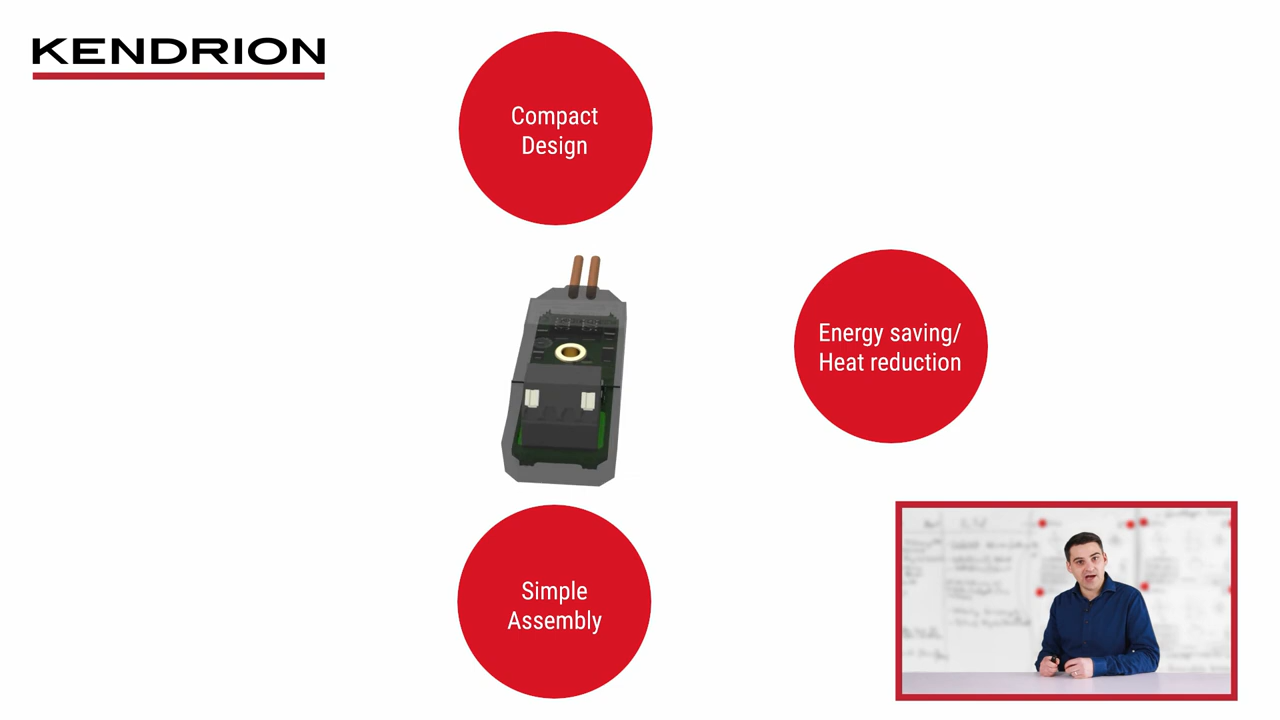 KENDRION
Compact
Design
Energy saving/
Heat reduction
Simple
Assembly